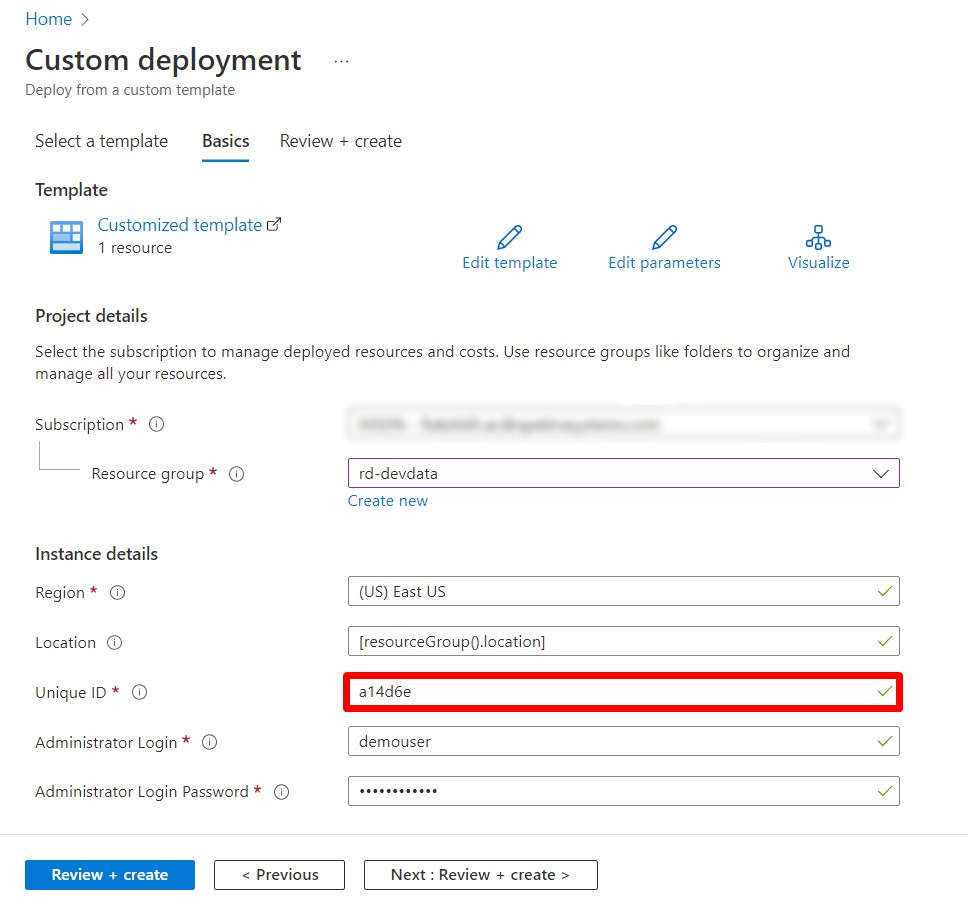 Home >
Custom deployment ...
Deploy from a custom template
Select a template Basics Review + create
Template
Customized template
1 resource
Edit template Edit parameters Visualize
Project details
Select the subscription to manage deployed resources and costs. Use resource groups like folders to organize and
manage all your resources.
Subscription *
Resource group * rd-devdata
Create new
Instance details
Region * (US) East US
Location [resourceGroup().location]
Unique ID * a14d6e
Administrator Login * demouser
Administrator Login Password * ••••••••••••
Review + create < Previous Next : Review + create >